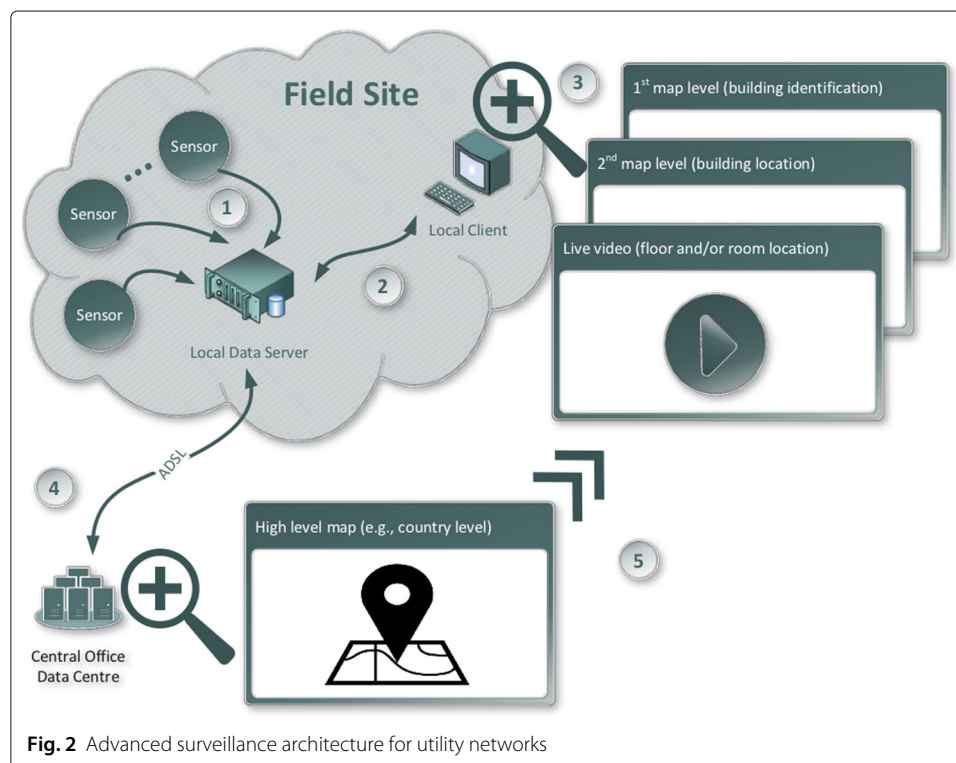 Field Site
Sensor
Sensor
Sensor
1
Local Data Server
2
Local Client
3
1st map level (building identification)
2nd map level (building location)
Live video (floor and/or room location)
ADSL
4
Central Office
Data Centre
High level map (e.g., country level)
5
Fig. 2 Advanced surveillance architecture for utility networks